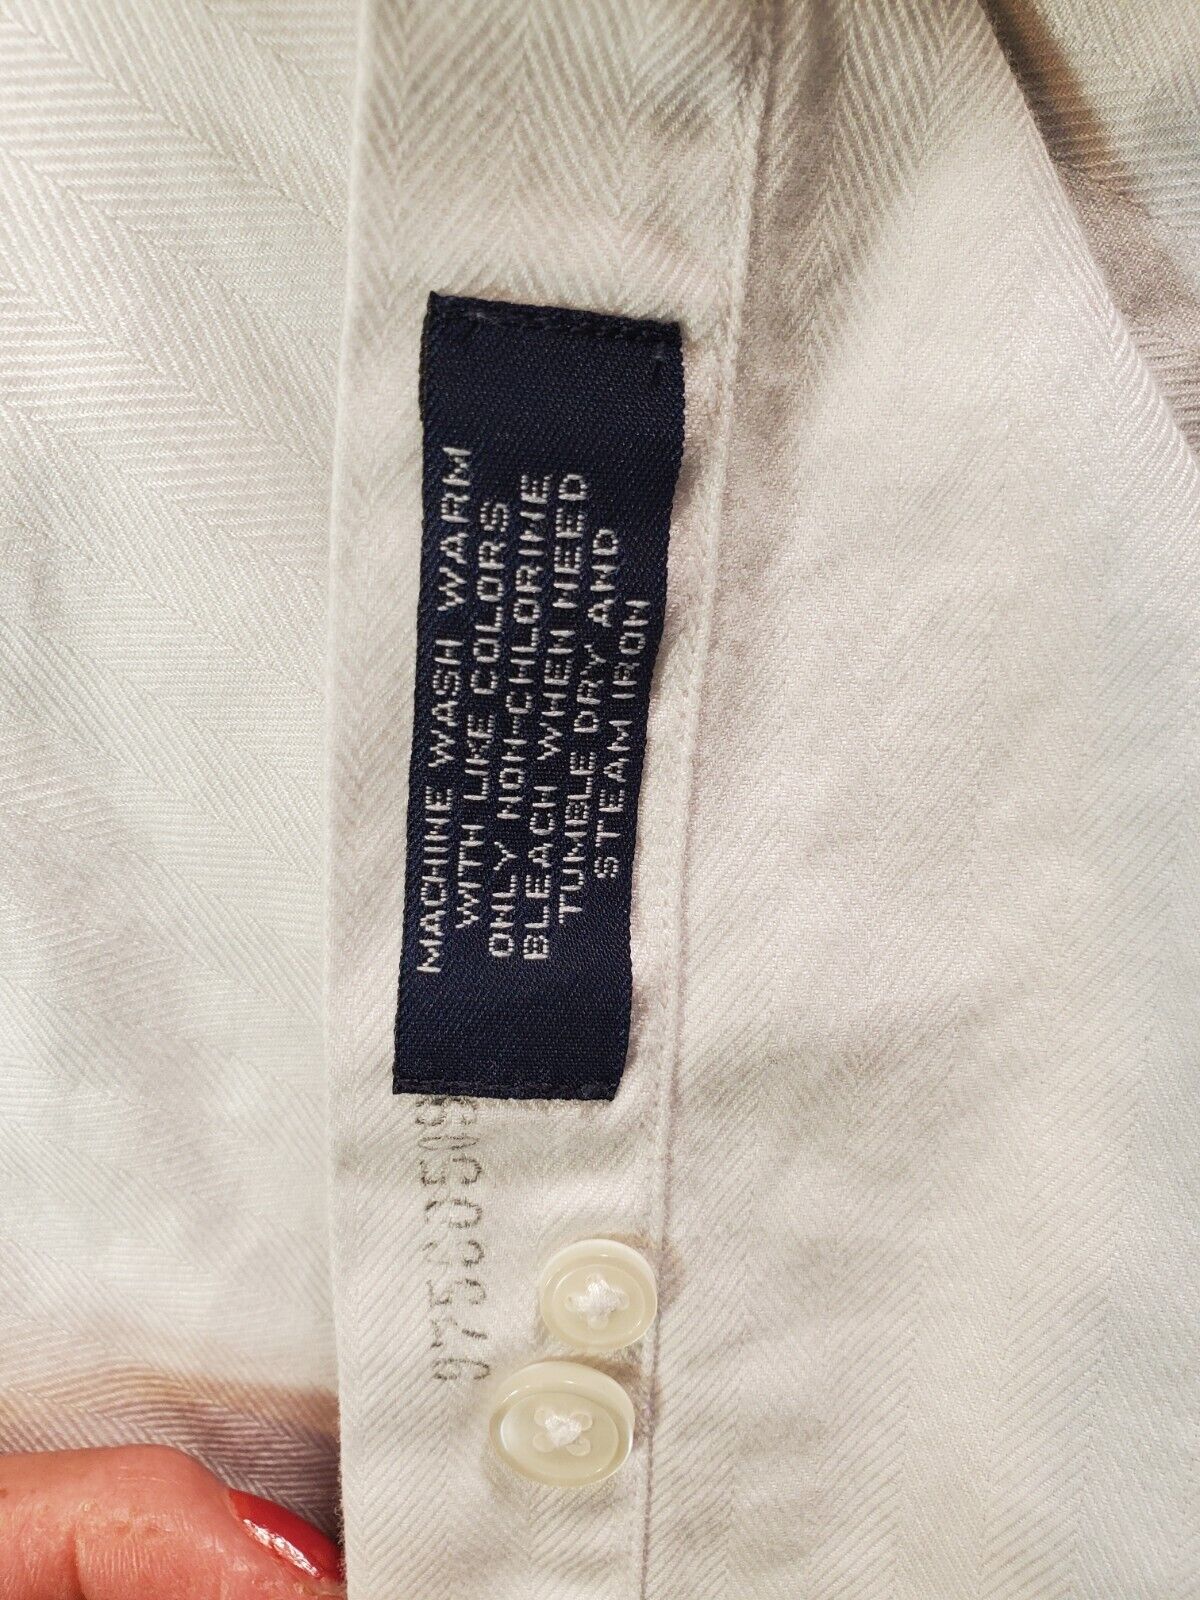 MACHINE WASH WARM
WITH LIKE COLORS
ONLY NON-CHLORINE
BLEACH WHEN NEED
TUMBLE DRY AND
STEAM IRON